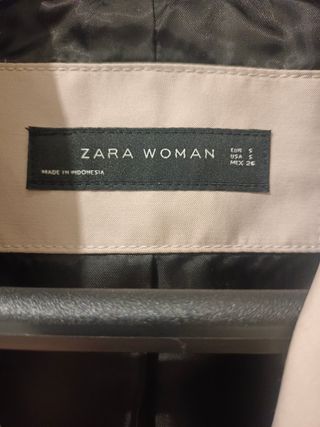 ZARA WOMAN
MADE IN INDONESIA
EUR S
USA S
MEX 26